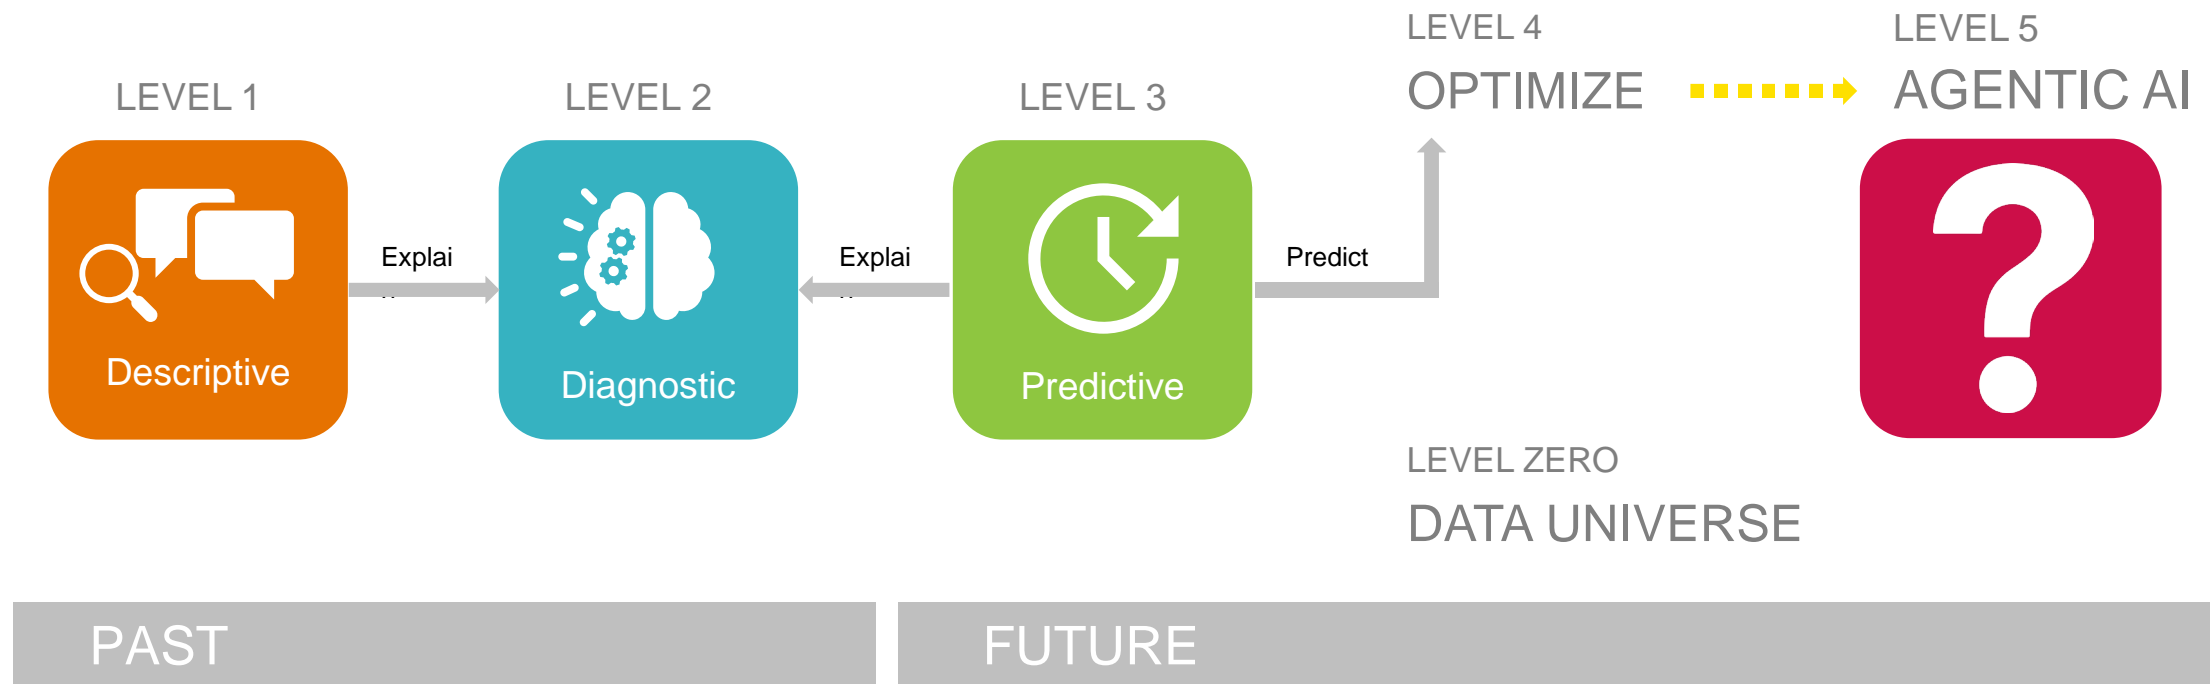 LEVEL 1
LEVEL 2
LEVEL 3
LEVEL 4
OPTIMIZE
LEVEL 5
AGENTIC AI
Descriptive
Explai
Diagnostic
Explai
Predictive
Predict
LEVEL ZERO
DATA UNIVERSE
PAST
FUTURE